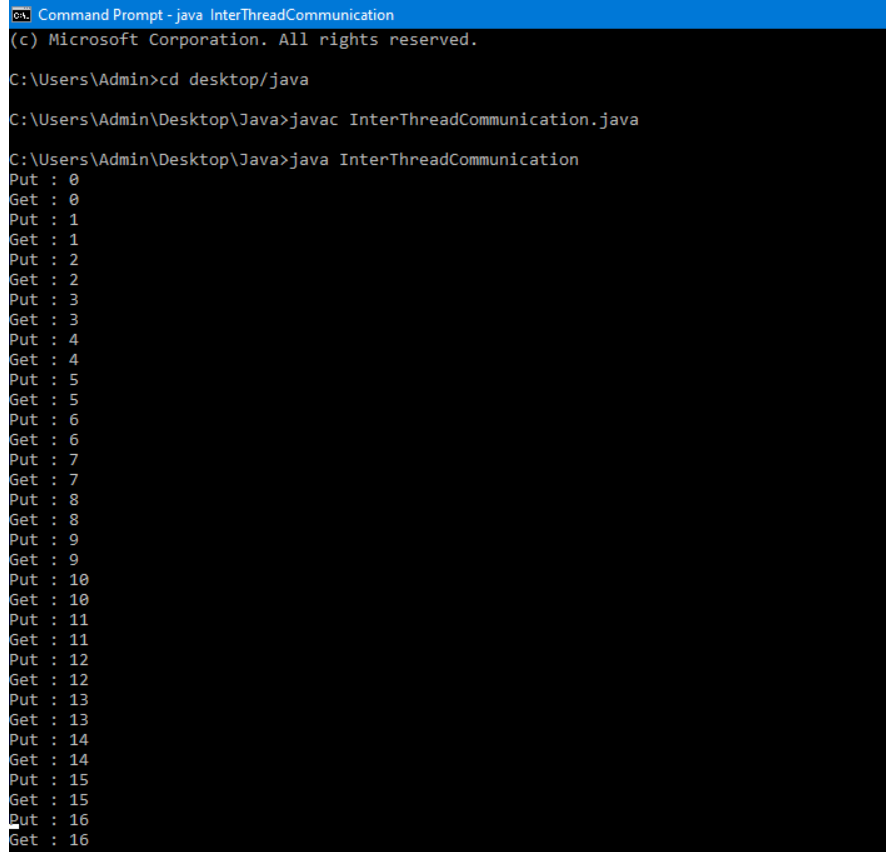 Command Prompt - java InterThreadCommunication
(c) Microsoft Corporation. All rights reserved.
C:\Users\Admin>cd desktop/java
C:\Users\Admin\Desktop\Java>javac InterThreadCommunication.java
C:\Users\Admin\Desktop\Java>java InterThreadCommunication
Put : 0
Get : 0
Put : 1
Get : 1
Put : 2
Get : 2
Put : 3
Get : 3
Put : 4
Get : 4
Put : 5
Get : 5
Put : 6
Get : 6
Put : 7
Get : 7
Put : 8
Get : 8
Put : 9
Get : 9
Put : 10
Get : 10
Put : 11
Get : 11
Put : 12
Get : 12
Put : 13
Get : 13
Put : 14
Get : 14
Put : 15
Get : 15
Put : 16
Get : 16